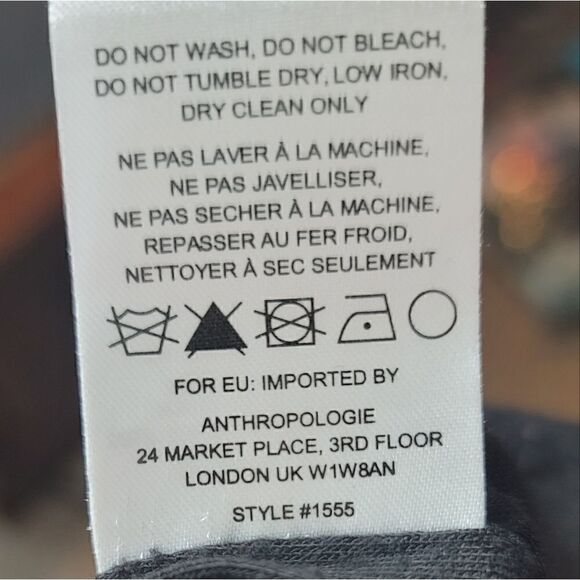 DO NOT WASH, DO NOT BLEACH,
DO NOT TUMBLE DRY, LOW IRON,
DRY CLEAN ONLY
NE PAS LAVER À LA MACHINE,
NE PAS JAVELLISER,
NE PAS SECHER À LA MACHINE,
REPASSER AU FER FROID,
NETTOYER À SEC SEULEMENT
FOR EU: IMPORTED BY
ANTHROPOLOGIE
24 MARKET PLACE, 3RD FLOOR
LONDON UK W1W8AN
STYLE #1555